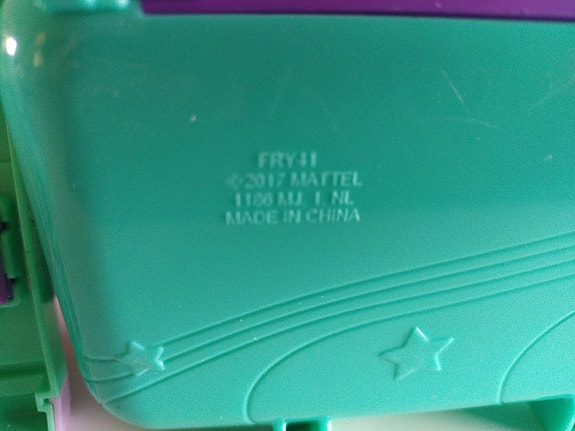 FRY41
©2017 MATTEL
1186 MJ, 1, NL
MADE IN CHINA